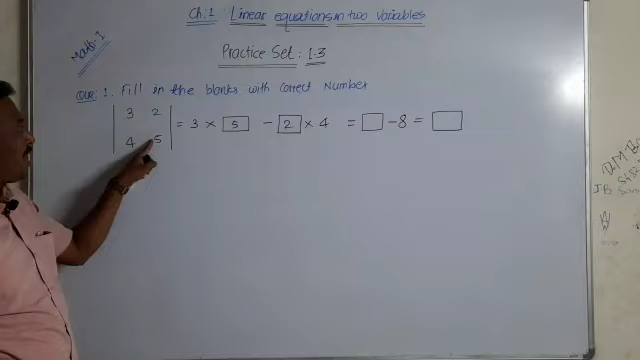 Ch:1 Linear equations in two variables
Math-1
Practice Set: 1.3
Que: 1. Fill in the blanks with Correct Number
3 2
4 5
= 3 × 5 - 2 × 4 = □ - 8 = □